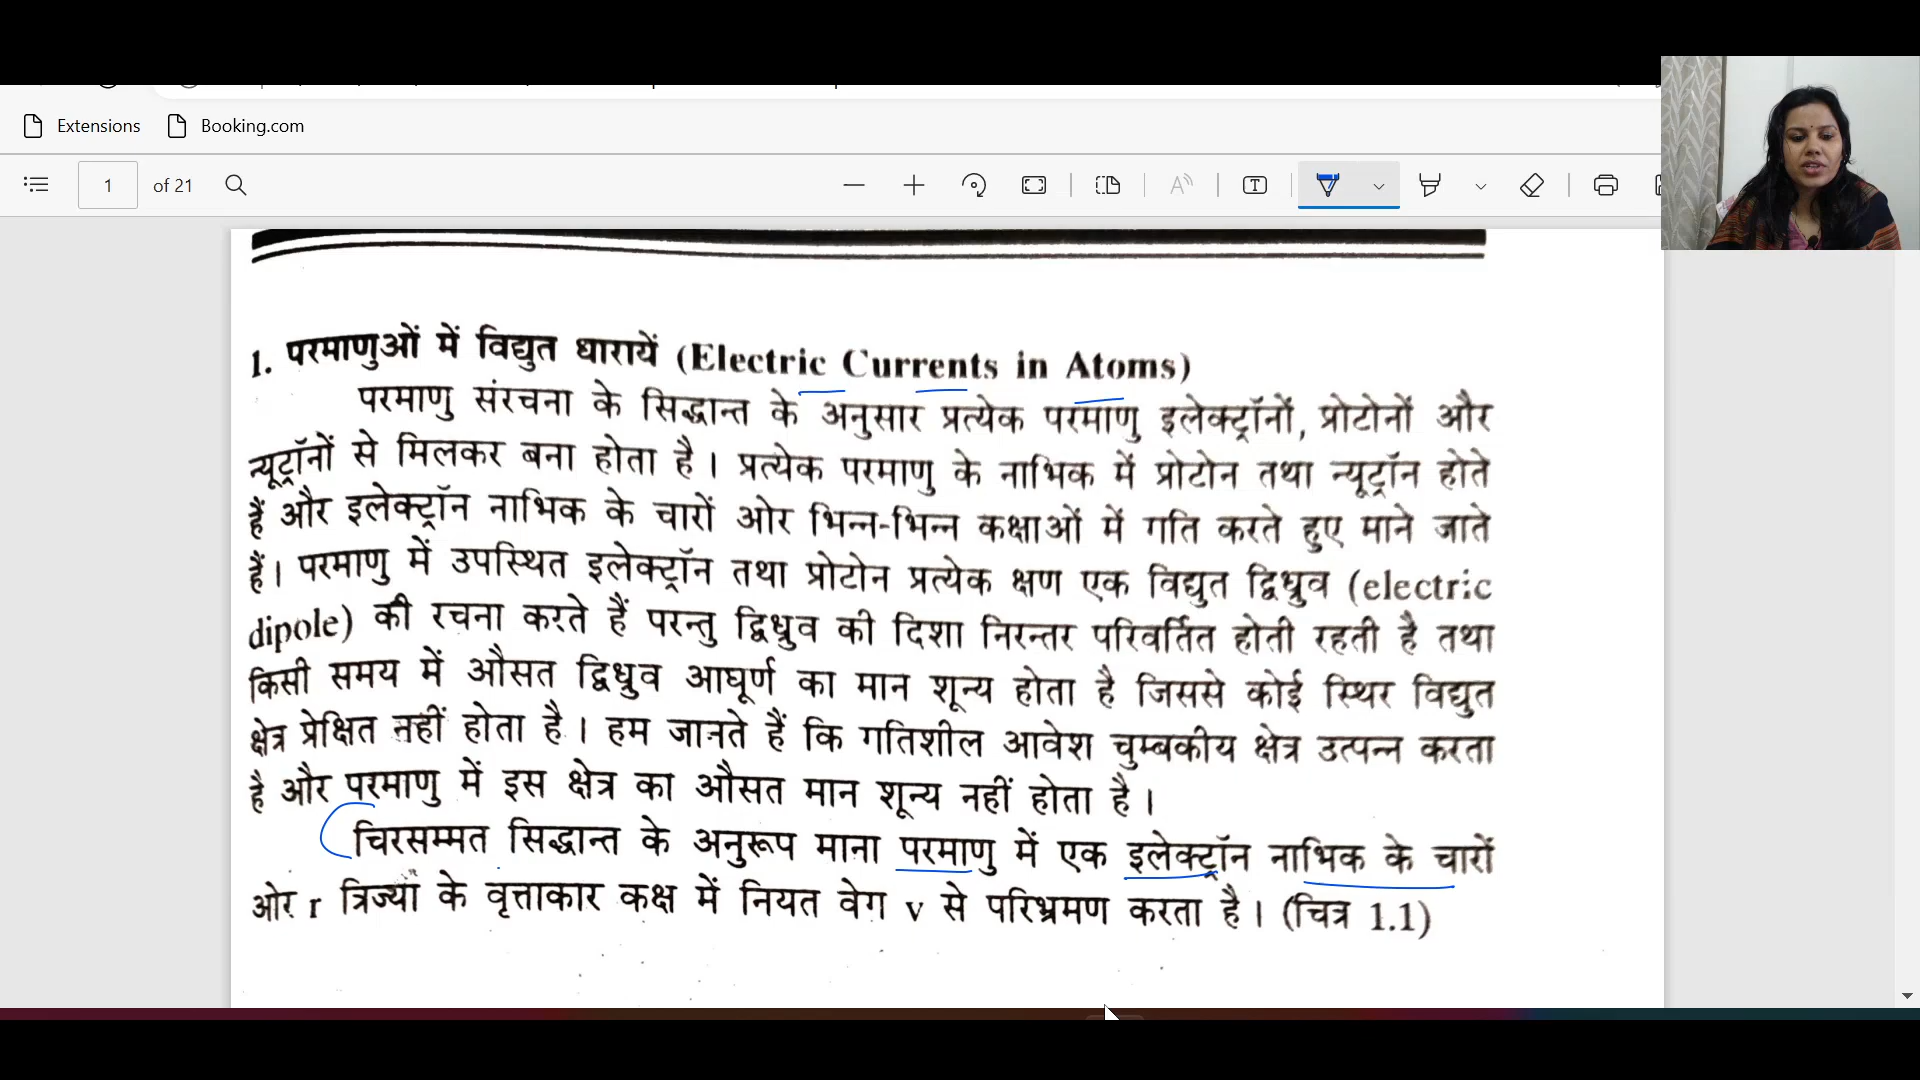 Extensions Booking.com
1 of 21
1. परमाणुओं में विद्युत धारायें (Electric Currents in Atoms)
परमाणु संरचना के सिद्धान्त के अनुसार प्रत्येक परमाणु इलेक्ट्रॉनों, प्रोटोनों और
न्यूट्रॉनों से मिलकर बना होता है। प्रत्येक परमाणु के नाभिक में प्रोटोन तथा न्यूट्रॉन होते
हैं और इलेक्ट्रॉन नाभिक के चारों ओर भिन्न-भिन्न कक्षाओं में गति करते हुए माने जाते
हैं। परमाणु में उपस्थित इलेक्ट्रॉन तथा प्रोटोन प्रत्येक क्षण एक विद्युत द्विध्रुव (electric
dipole) की रचना करते हैं परन्तु द्विध्रुव की दिशा निरन्तर परिवर्तित होती रहती है तथा
किसी समय में औसत द्विध्रुव आघूर्ण का मान शून्य होता है जिससे कोई स्थिर विद्युत
क्षेत्र प्रेक्षित नहीं होता है। हम जानते हैं कि गतिशील आवेश चुम्बकीय क्षेत्र उत्पन्न करता
है और परमाणु में इस क्षेत्र का औसत मान शून्य नहीं होता है।
चिरसम्मत सिद्धान्त के अनुरूप माना परमाणु में एक इलेक्ट्रॉन नाभिक के चारों
ओर r त्रिज्या के वृत्ताकार कक्ष में नियत वेग v से परिभ्रमण करता है। (चित्र 1.1)